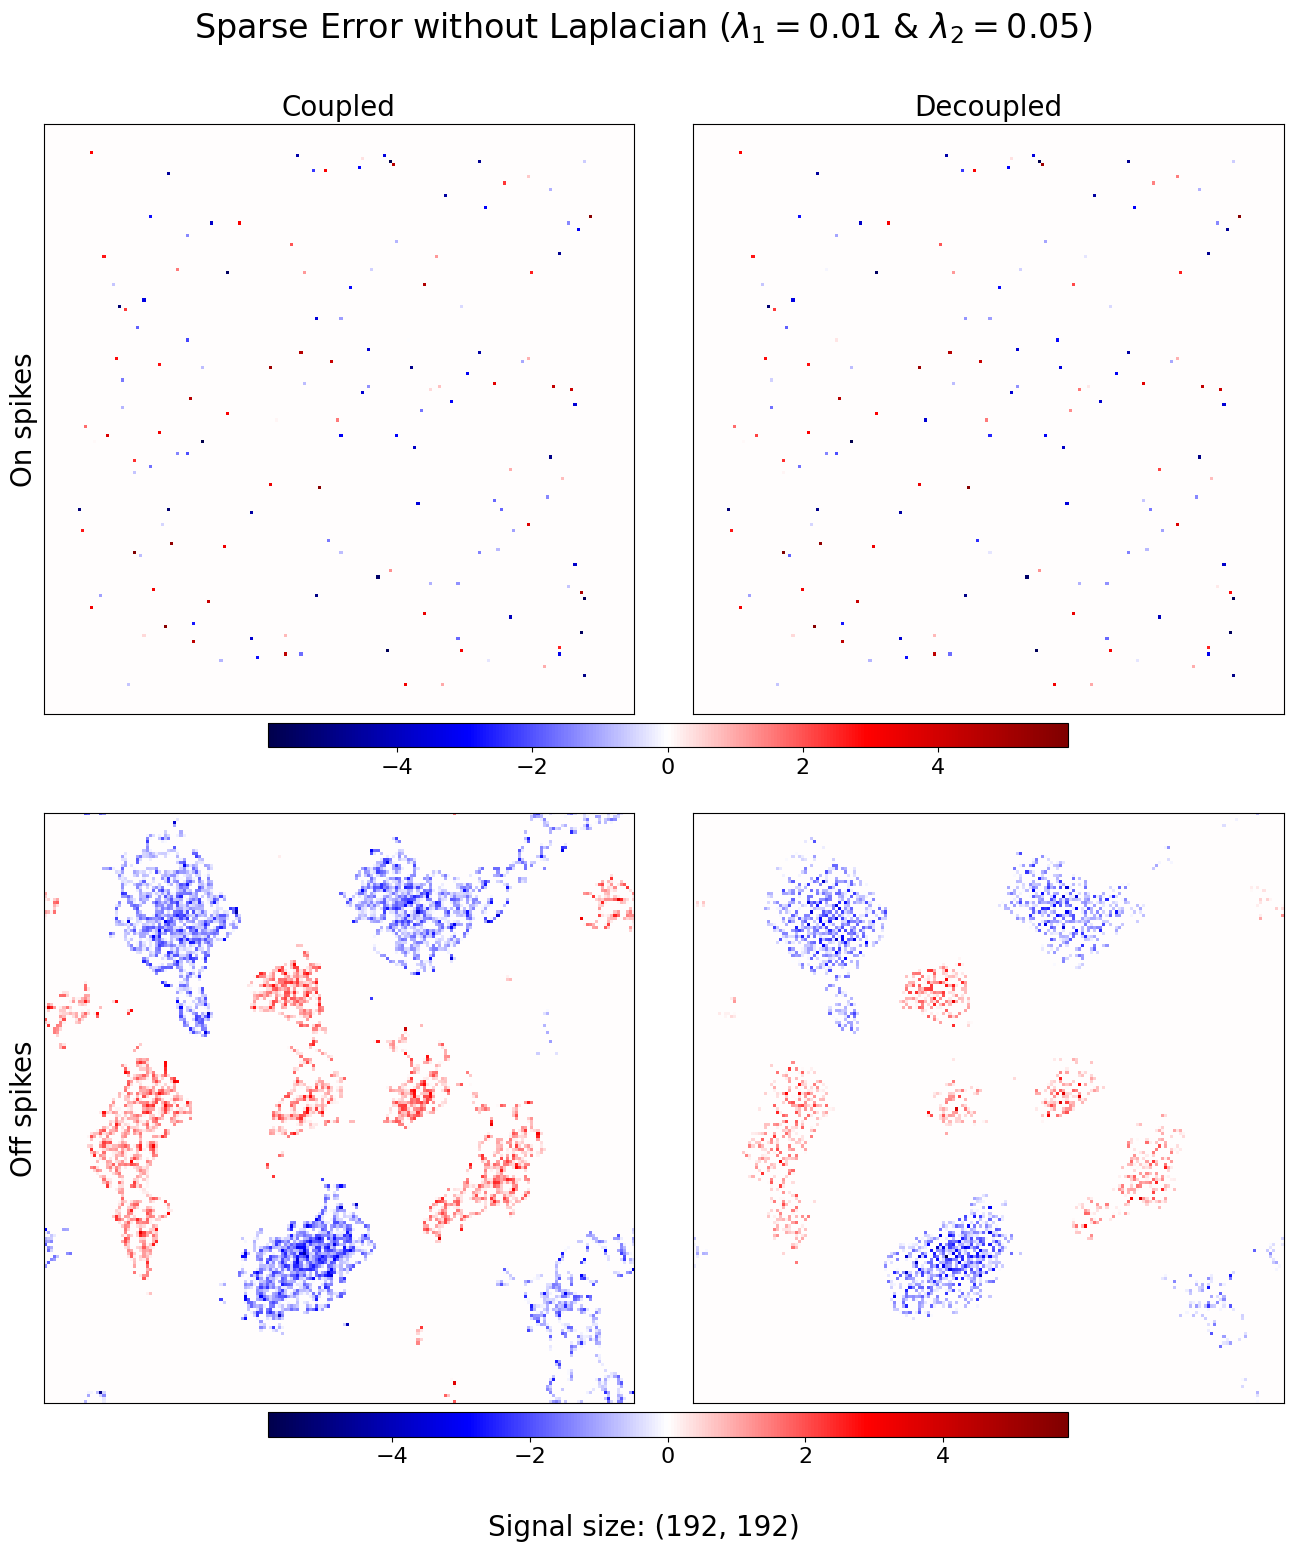 Sparse Error without Laplacian (λ₁ = 0.01 & λ₂ = 0.05)
Coupled
Decoupled
On spikes
−4 −2 0 2 4
Off spikes
−4 −2 0 2 4
Signal size: (192, 192)